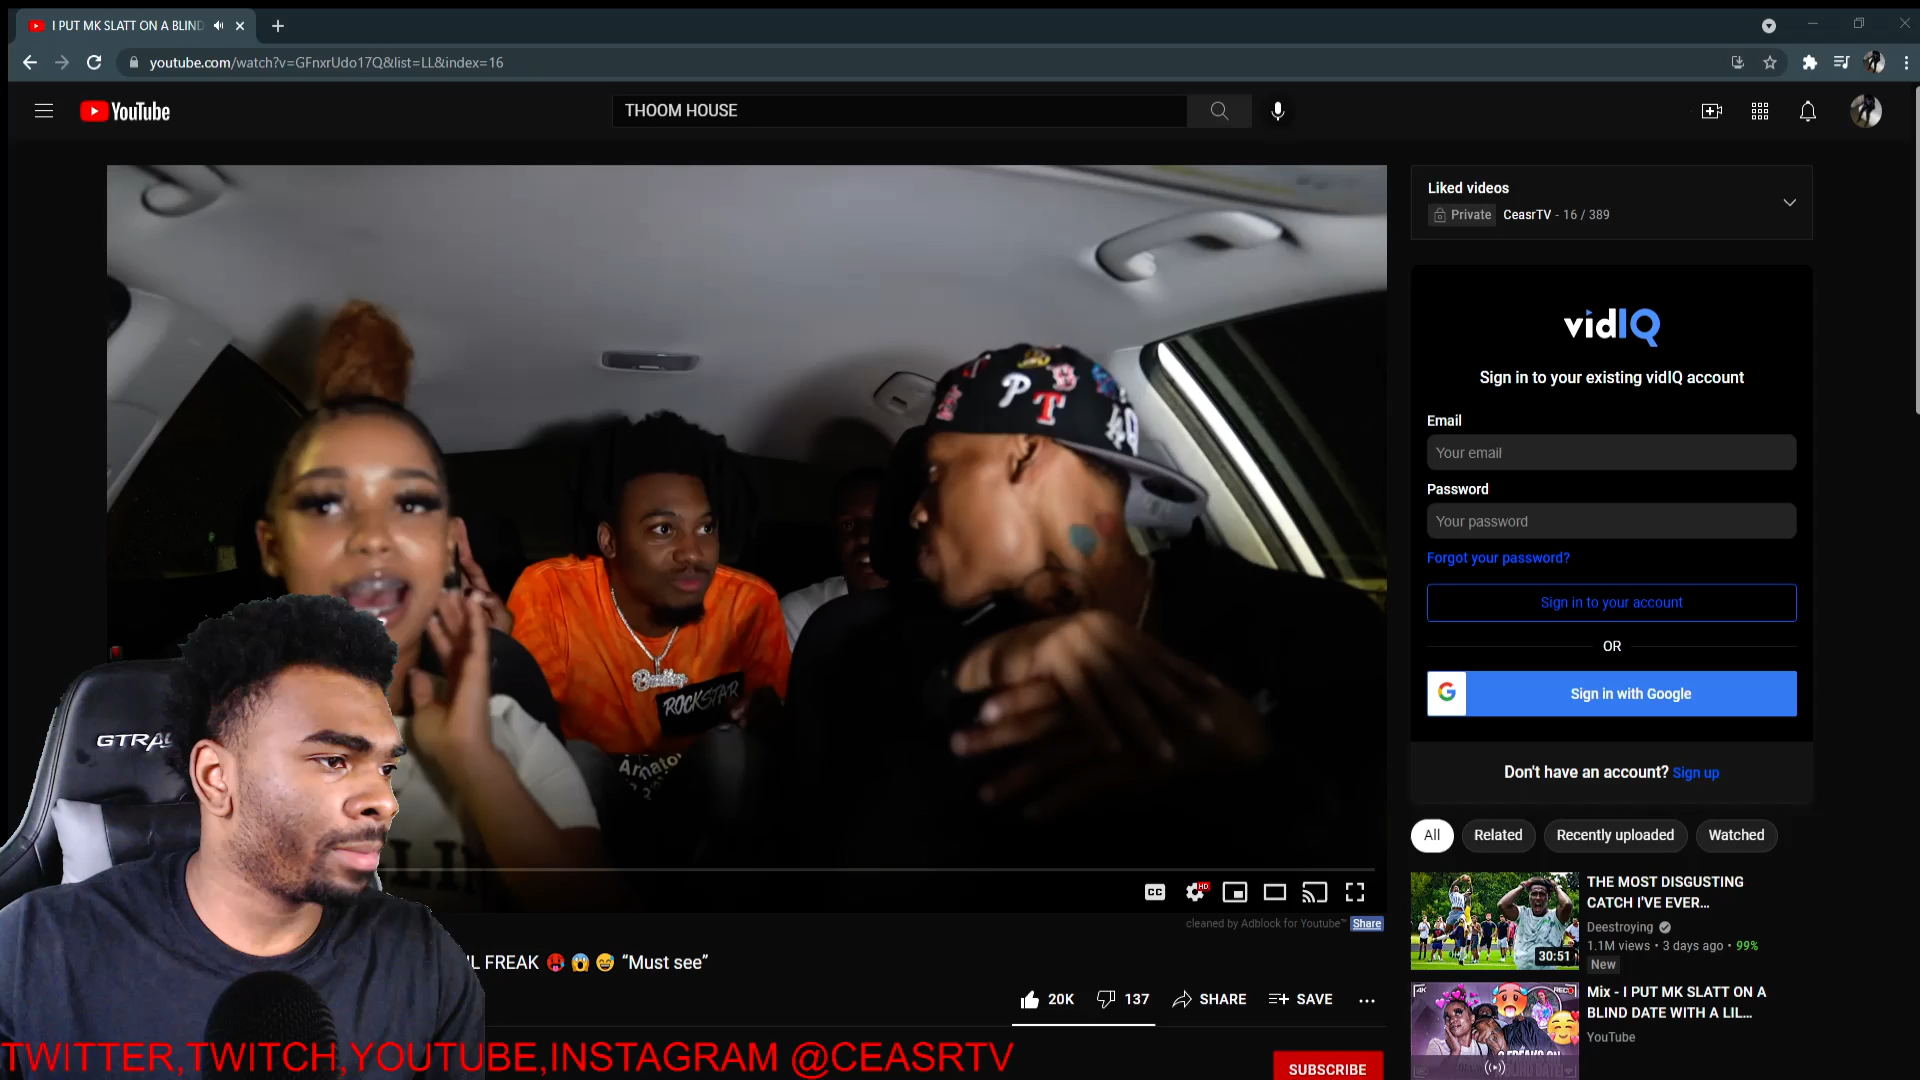 I PUT MK SLATT ON A BLIND
youtube.com/watch?v=GFnxrUdo17Q&list=LL&index=16
YouTube
THOOM HOUSE
Liked videos
Private CeasrTV - 16 / 389
vidIQ
Sign in to your existing vidIQ account
Email
Your email
Password
Your password
Forgot your password?
Sign in to your account
OR
Sign in with Google
Don't have an account? Sign up
All Related Recently uploaded Watched
THE MOST DISGUSTING
CATCH I'VE EVER...
Deestroying
1.1M views • 3 days ago • 99%
New
30:51
Mix - I PUT MK SLATT ON A
BLIND DATE WITH A LIL...
YouTube
P T B
ROCKSTAR
GTRA
CC
HD
cleaned by Adblock for Youtube™ Share
IL FREAK 🥵 😱 😅 “Must see”
20K 137 SHARE SAVE
SUBSCRIBE
TWITTER,TWITCH,YOUTUBE,INSTAGRAM @CEASRTV